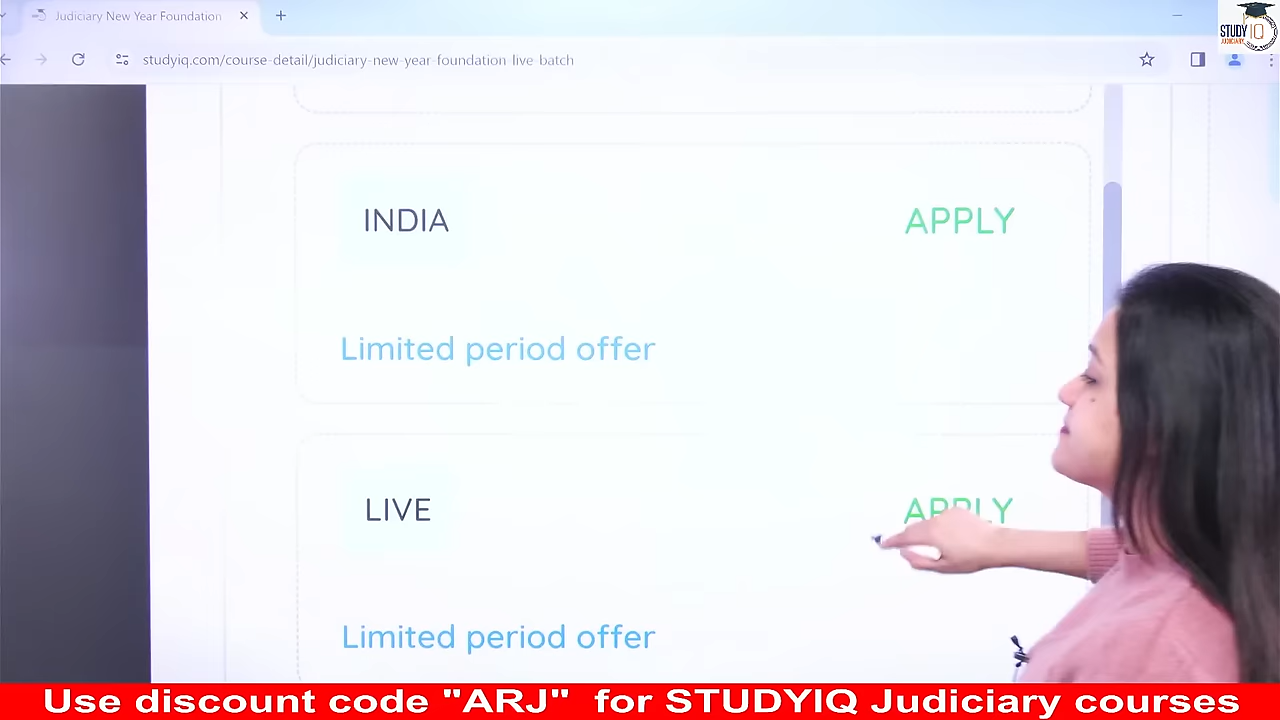 Judiciary New Year Foundation
STUDY IQ
JUDICIARY
studyiq.com/course-detail/judiciary-new-year-foundation-live-batch
INDIA
APPLY
Limited period offer
LIVE
APPLY
Limited period offer
Use discount code "ARJ" for STUDYIQ Judiciary courses